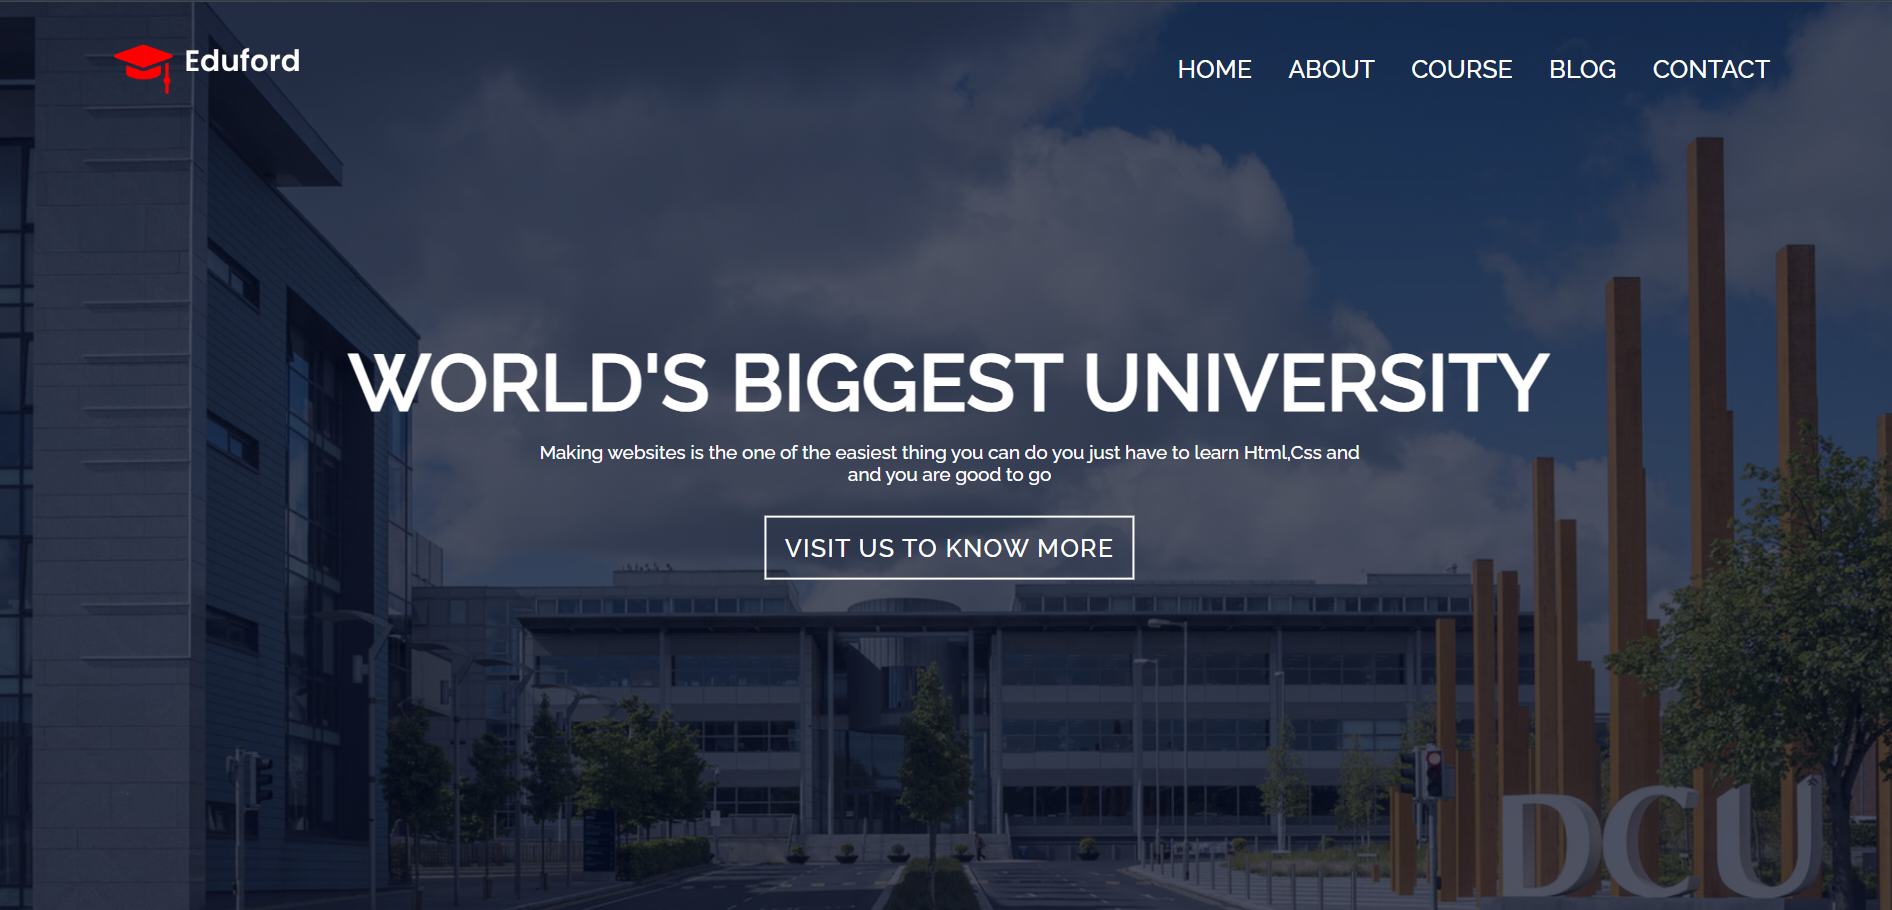 Eduford
HOME ABOUT COURSE BLOG CONTACT
WORLD'S BIGGEST UNIVERSITY
Making websites is the one of the easiest thing you can do you just have to learn Html,Css and
and you are good to go
VISIT US TO KNOW MORE
DCU